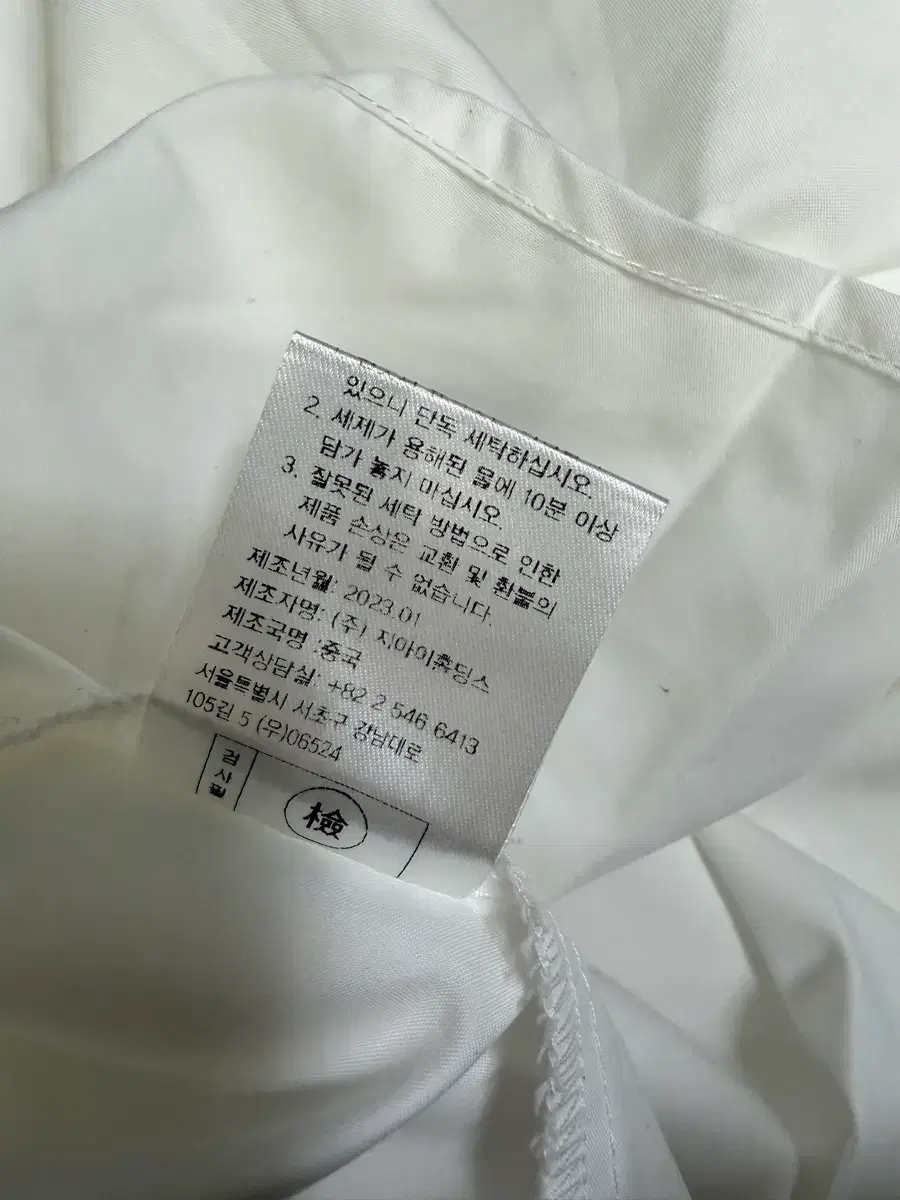 있으니 단독 세탁하십시오.
2. 세제가 용해된 물에 10분 이상
담가 놓지 마십시오.
3. 잘못된 세탁 방법으로 인한
제품 손상은 교환 및 환불의
사유가 될 수 없습니다.
제조년월: 2023.01
제조자명: (주) 지아이홀딩스
제조국명 :중국
고객상담실: +82 2 546 6413
서울특별시 서초구 강남대로
105길 5 (우)06524
검사필
檢